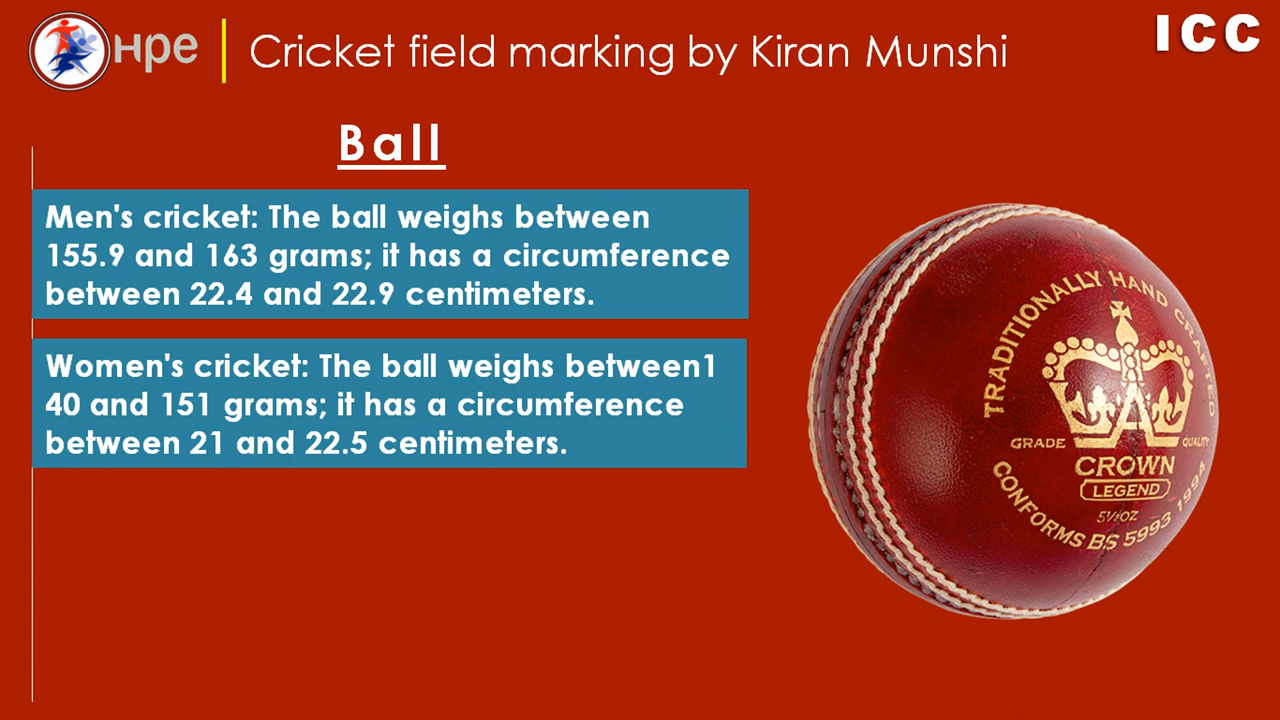 HPE
Cricket field marking by Kiran Munshi
ICC
Ball
Men's cricket: The ball weighs between
155.9 and 163 grams; it has a circumference
between 22.4 and 22.9 centimeters.
Women's cricket: The ball weighs between1
40 and 151 grams; it has a circumference
between 21 and 22.5 centimeters.
TRADITIONALLY HAND CRAFTED
GRADE
QUALITY
CROWN
LEGEND
5½OZ
CONFORMS BS 5993 1994